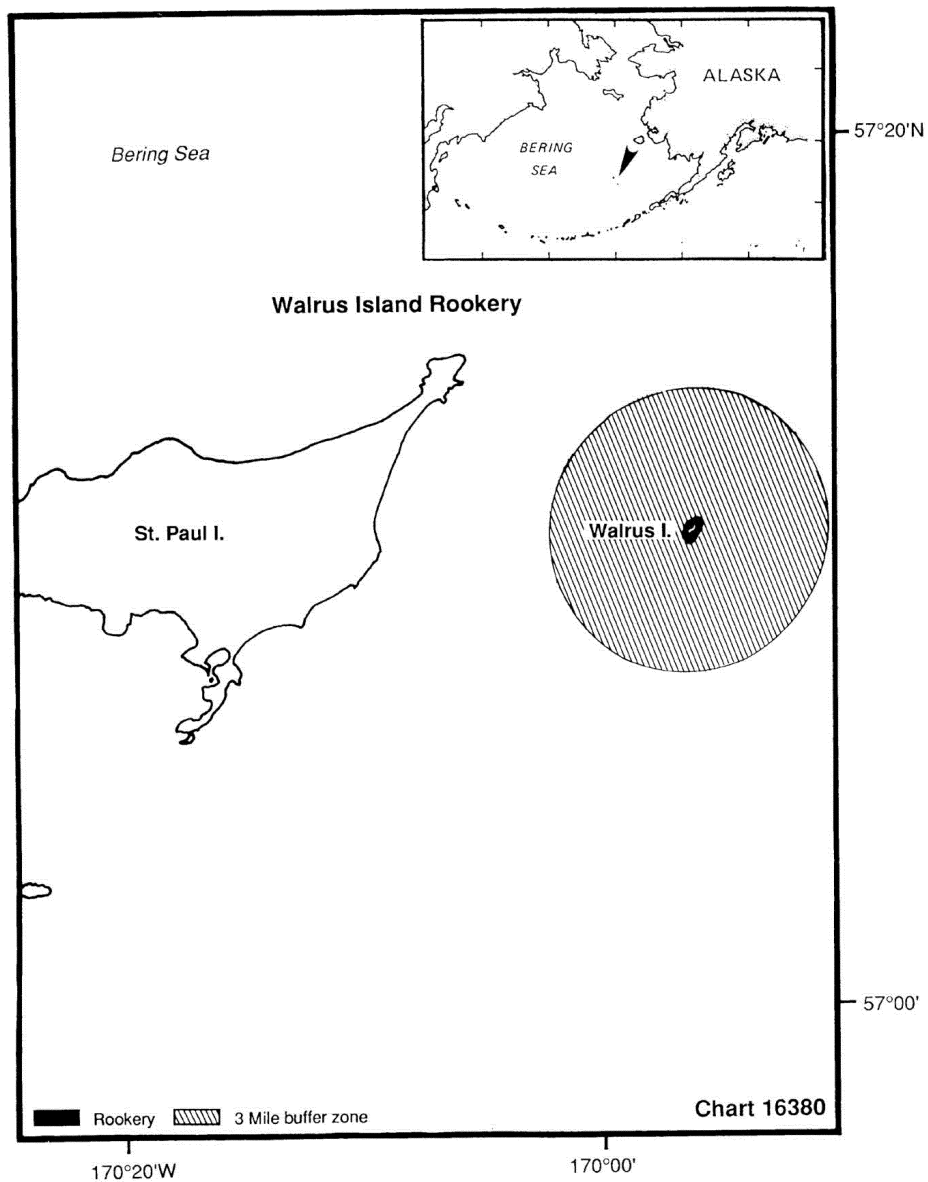 ALASKA
57°20'N
Bering Sea
BERING
SEA
Walrus Island Rookery
St. Paul I.
Walrus I.
57°00'
Rookery
3 Mile buffer zone
Chart 16380
170°20'W
170°00'